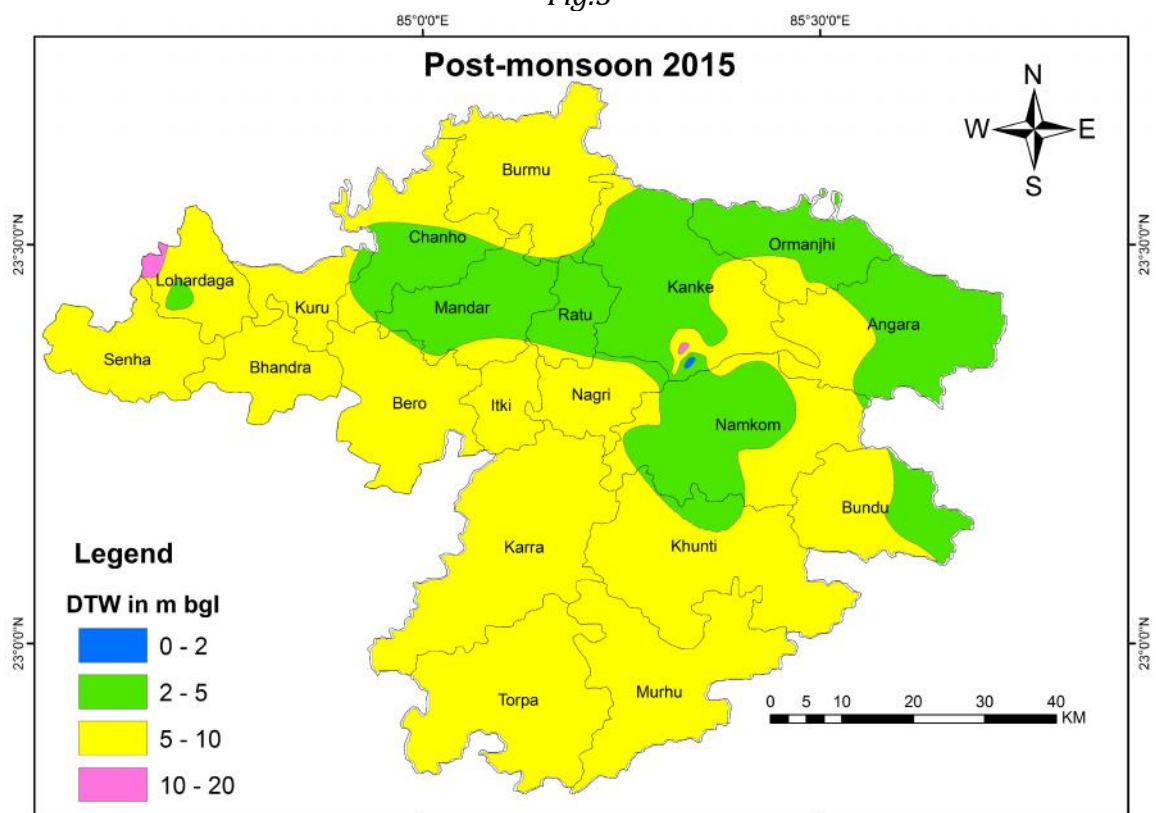 Fig.3
85°0'0"E 85°30'0"E
Post-monsoon 2015
N
W E
S
Burmu
23°30'0"N 23°30'0"N
Chanho Ormanjhi
Lohardaga Kanke
Kuru Mandar Ratu Angara
Senha Bhandra
Bero Itki Nagri
Namkom
Bundu
Karra Khunti
Legend
DTW in m bgl
0 - 2
2 - 5
5 - 10
10 - 20
23°0'0"N 23°0'0"N
Torpa Murhu
0 5 10 20 30 40
KM